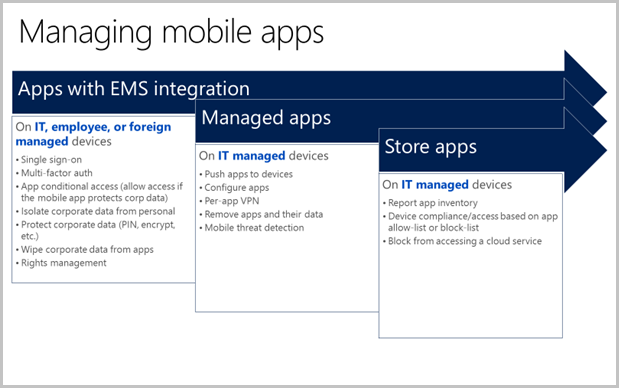 Managing mobile apps
Apps with EMS integration
On IT, employee, or foreign
managed devices
• Single sign-on
• Multi-factor auth
• App conditional access (allow access if
the mobile app protects corp data)
• Isolate corporate data from personal
• Protect corporate data (PIN, encrypt,
etc.)
• Wipe corporate data from apps
• Rights management
Managed apps
On IT managed devices
• Push apps to devices
• Configure apps
• Per-app VPN
• Remove apps and their data
• Mobile threat detection
Store apps
On IT managed devices
• Report app inventory
• Device compliance/access based on app
allow-list or block-list
• Block from accessing a cloud service